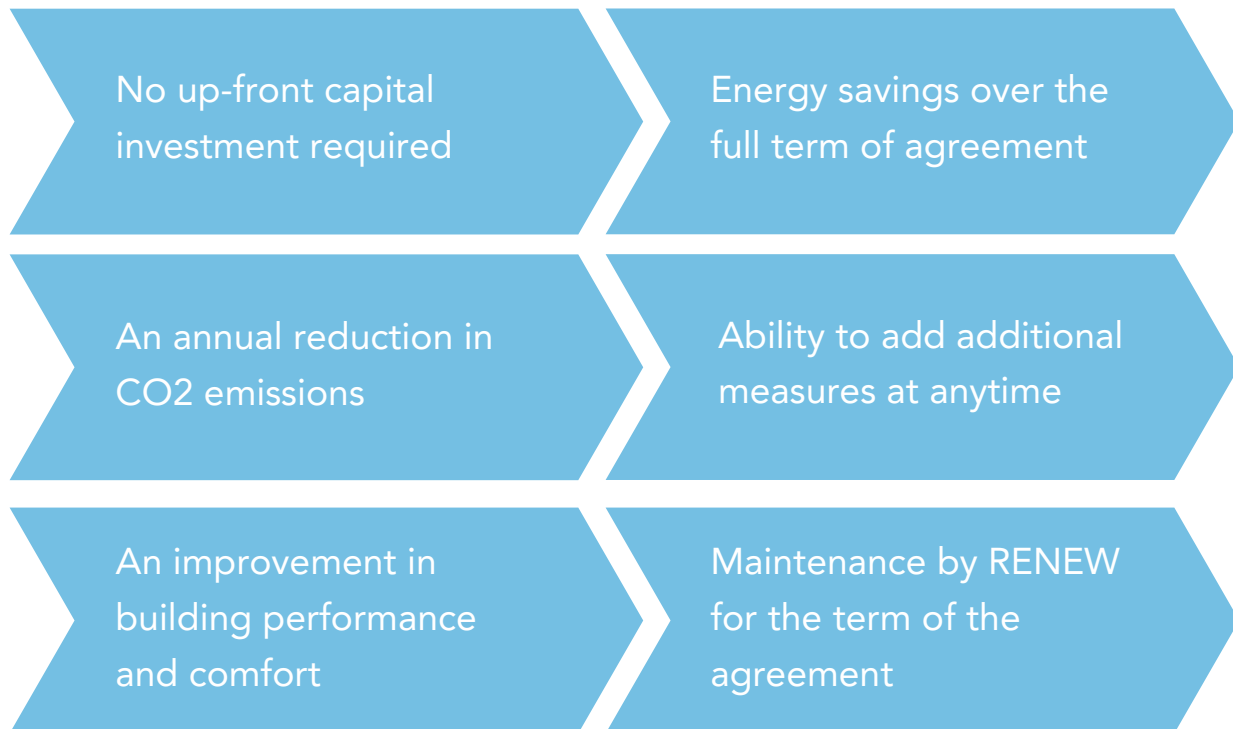 No up-front capital
investment required
Energy savings over the
full term of agreement
An annual reduction in
CO2 emissions
Ability to add additional
measures at anytime
An improvement in
building performance
and comfort
Maintenance by RENEW
for the term of the
agreement